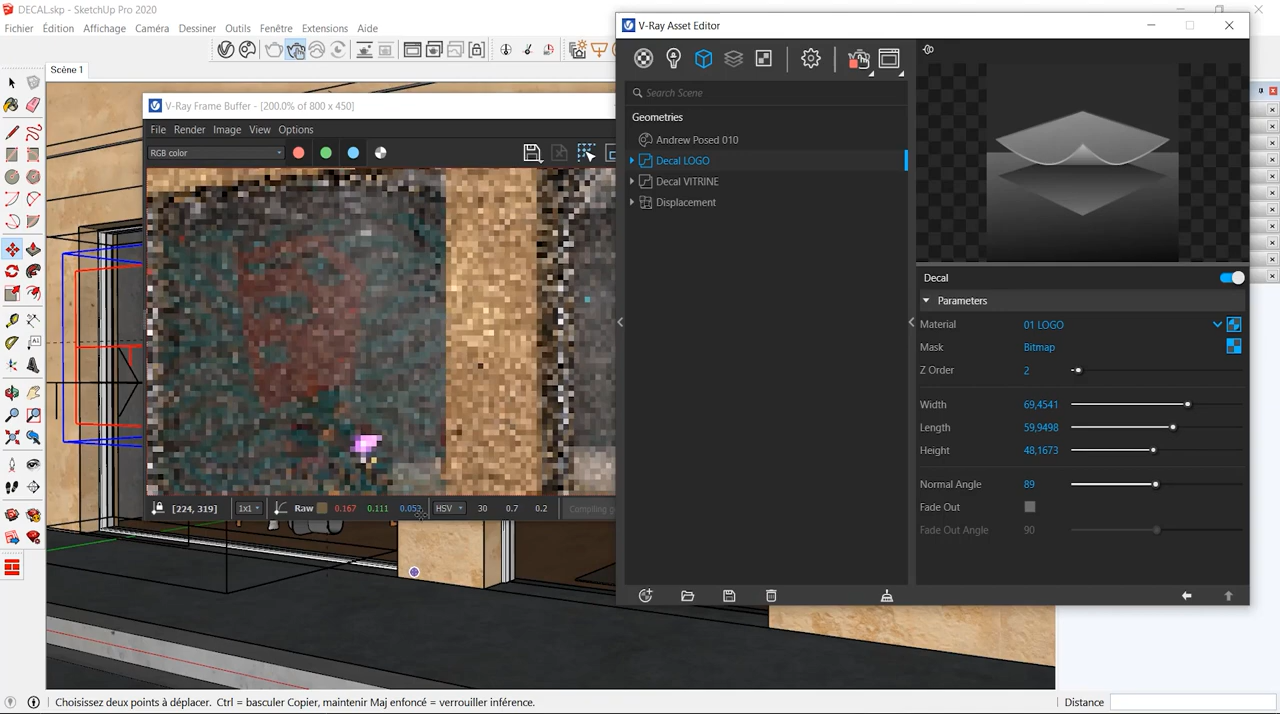 DECAL.skp - SketchUp Pro 2020
Fichier Édition Affichage Caméra Dessiner Outils Fenêtre Extensions Aide
Scène 1
V-Ray Frame Buffer - [200.0% of 800 x 450]
File Render Image View Options
RGB color
[224, 319] 1x1 Raw 0.167 0.111 0.053 HSV 30 0.7 0.2
V-Ray Asset Editor
Search Scene
Geometries
Andrew Posed 010
Decal LOGO
Decal VITRINE
Displacement
Decal
Parameters
Material 01 LOGO
Mask Bitmap
Z Order 2
Width 69,4541
Length 59,9498
Height 48,1673
Normal Angle 89
Fade Out
Fade Out Angle 90
Choisissez deux points à déplacer. Ctrl = basculer Copier, maintenir Maj enfoncé = verrouiller inférence.
Distance